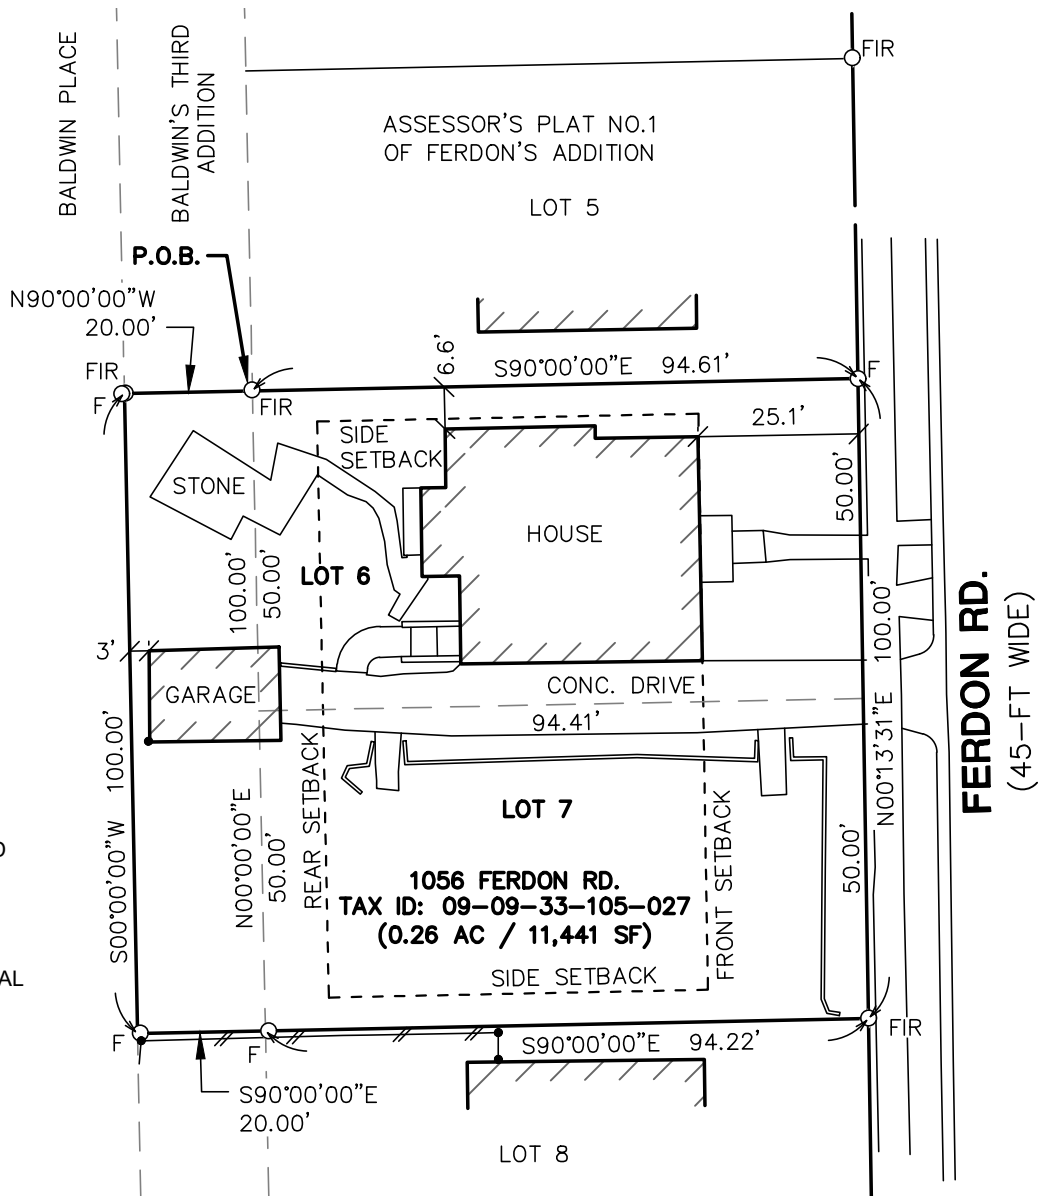 BALDWIN PLACE
BALDWIN'S THIRD
ADDITION
FIR
ASSESSOR'S PLAT NO.1
OF FERDON'S ADDITION
LOT 5
P.O.B.
N90°00'00"W
20.00'
FIR
F
FIR
6.6'
S90°00'00"E 94.61'
F
SIDE
SETBACK
25.1'
STONE
HOUSE
50.00'
LOT 6
100.00'
50.00'
3'
GARAGE
CONC. DRIVE
94.41'
100.00'
N00°13'31"E
FERDON RD.
(45-FT WIDE)
100.00'
S00°00'00"W
N00°00'00"E
50.00'
REAR SETBACK
LOT 7
FRONT SETBACK
50.00'
1056 FERDON RD.
TAX ID: 09-09-33-105-027
(0.26 AC / 11,441 SF)
SIDE SETBACK
AL
F
F
FIR
S90°00'00"E 94.22'
S90°00'00"E
20.00'
LOT 8